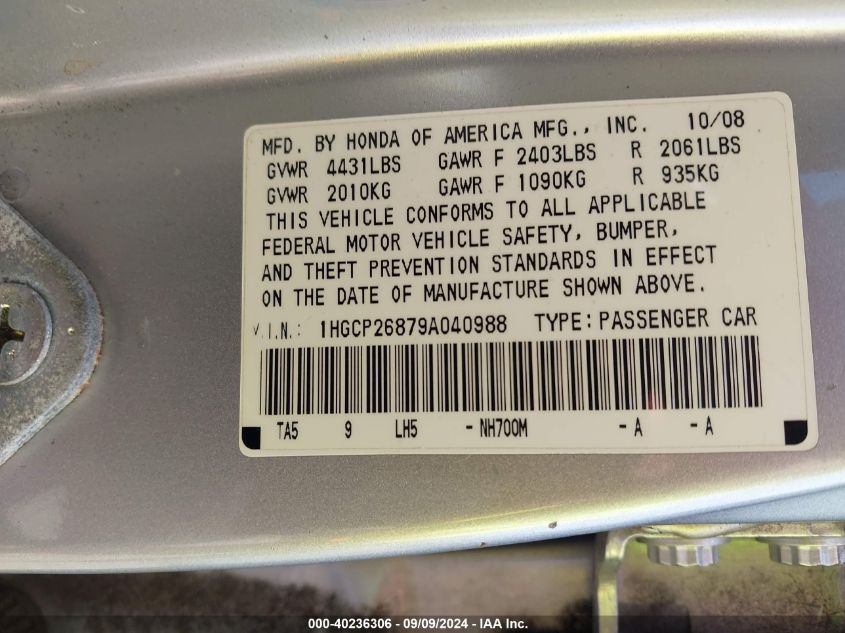 MFD. BY HONDA OF AMERICA MFG., INC. 10/08
GVWR 4431LBS GAWR F 2403LBS R 2061LBS
GVWR 2010KG GAWR F 1090KG R 935KG
THIS VEHICLE CONFORMS TO ALL APPLICABLE
FEDERAL MOTOR VEHICLE SAFETY, BUMPER,
AND THEFT PREVENTION STANDARDS IN EFFECT
ON THE DATE OF MANUFACTURE SHOWN ABOVE.
V.I.N.: 1HGCP26879A040988 TYPE:PASSENGER CAR
TA5 9 LH5 -NH700M -A -A
000-40236306 - 09/09/2024 - IAA Inc.